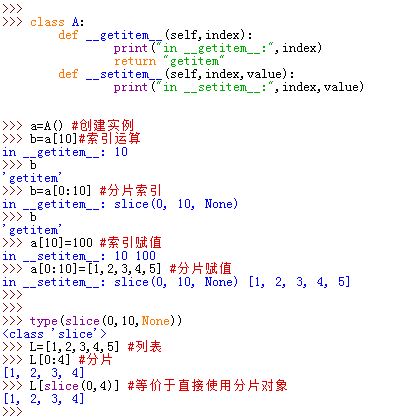 >>>
>>> class A:
        def __getitem__(self,index):
                print("in __getitem__:",index)
                return "getitem"
        def __setitem__(self,index,value):
                print("in __setitem__:",index,value)
>>> a=A() #创建实例
>>> b=a[10]#索引运算
in __getitem__: 10
>>> b
'getitem'
>>> b=a[0:10] #分片索引
in __getitem__: slice(0, 10, None)
>>> b
'getitem'
>>> a[10]=100 #索引赋值
in __setitem__: 10 100
>>> a[0:10]=[1,2,3,4,5] #分片赋值
in __setitem__: slice(0, 10, None) [1, 2, 3, 4, 5]
>>>
>>>
>>> type(slice(0,10,None))
<class 'slice'>
>>> L=[1,2,3,4,5] #列表
>>> L[0:4] #分片
[1, 2, 3, 4]
>>> L[slice(0,4)] #等价于直接使用分片对象
[1, 2, 3, 4]
>>>